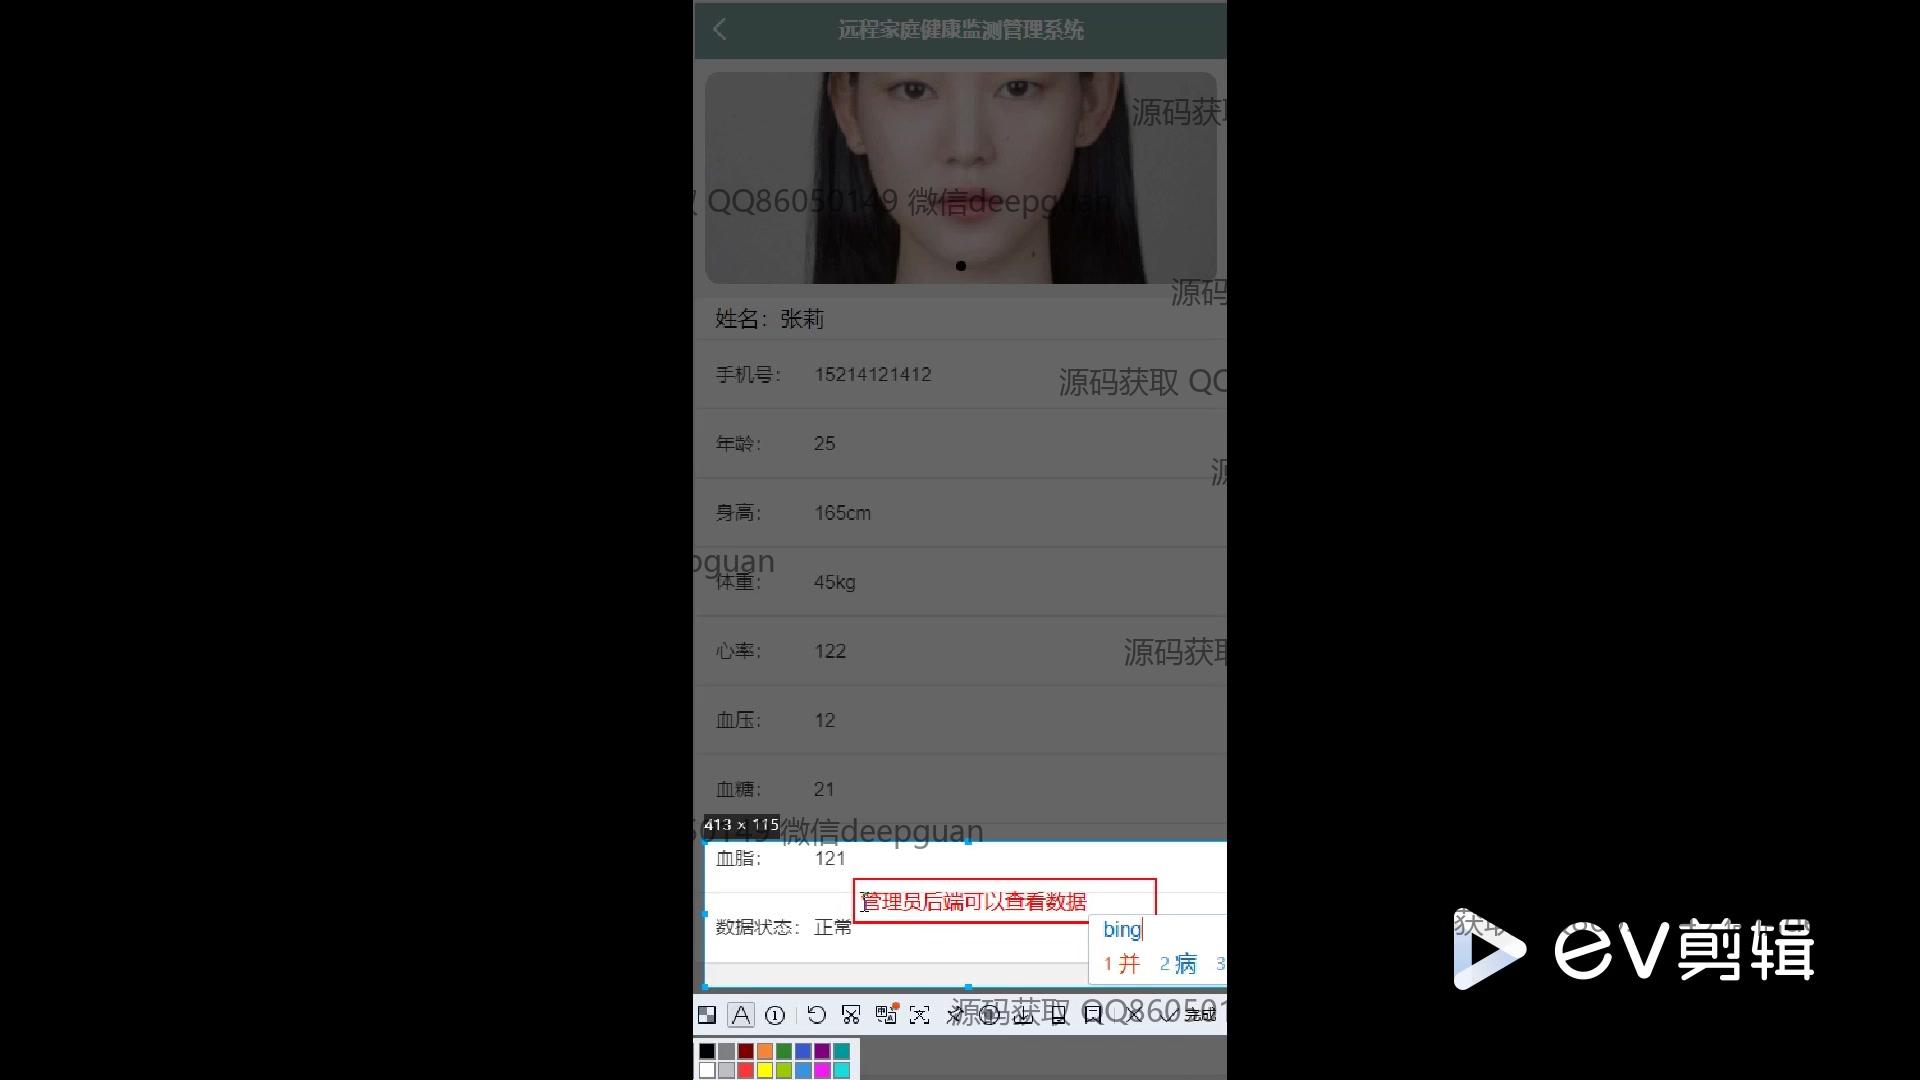 远程家庭健康监测管理系统
源码获取
QQ86050149 微信deepguan
源码
姓名：张莉
手机号： 15214121412
源码获取 QQ
年龄： 25
身高： 165cm
pguan
体重： 45kg
心率： 122
源码获取
血压： 12
血糖： 21
413 × 115
50149 微信deepguan
血脂： 121
管理员后端可以查看数据
数据状态： 正常
bing
1 并 2 病 3
源码获取 QQ860501
完成
ev剪辑